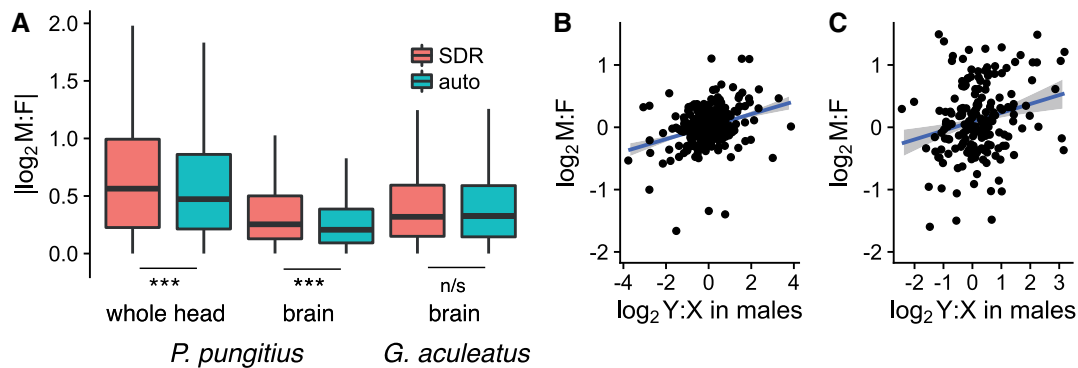 A
|log2 M:F|
2.0
1.5
1.0
0.5
0.0
SDR
auto
***
***
n/s
whole head
brain
brain
P. pungitius
G. aculeatus
B
log2 M:F
1
0
-1
-2
-4
-2
0
2
4
log2 Y:X in males
C
log2 M:F
1
0
-1
-2
-2
-1
0
1
2
3
log2 Y:X in males